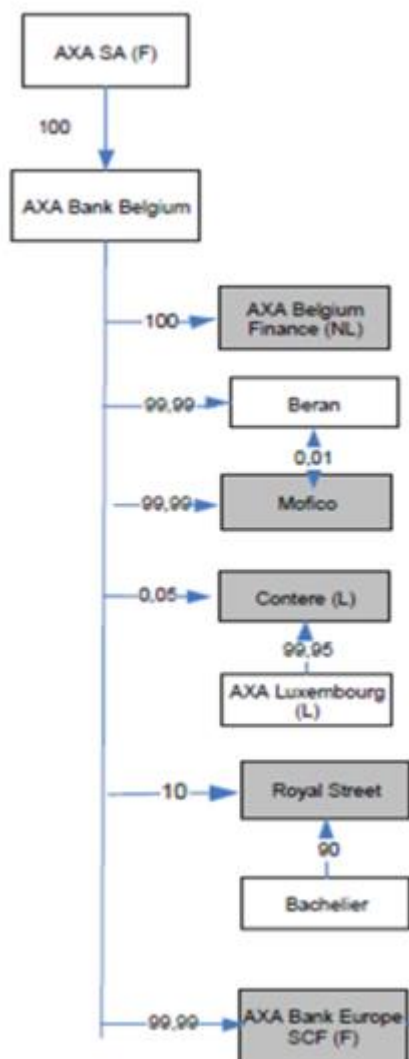 AXA SA (F)
100
AXA Bank Belgium
100
AXA Belgium
Finance (NL)
99,99
Beran
0,01
99,99
Mofico
0,05
Contere (L)
99,95
AXA Luxembourg
(L)
10
Royal Street
90
Bachelier
99,99
AXA Bank Europe
SCF (F)